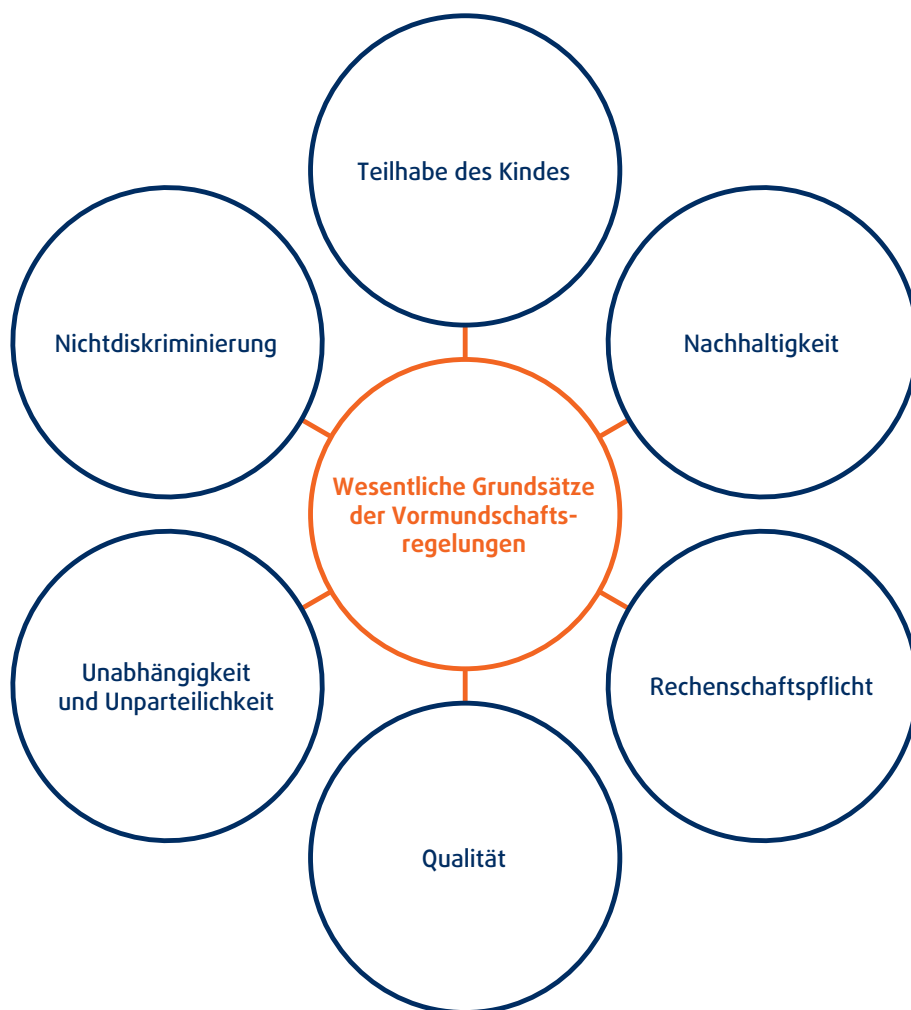 Teilhabe des Kindes
Nichtdiskriminierung
Nachhaltigkeit
Wesentliche Grundsätze
der Vormundschafts-
regelungen
Unabhängigkeit
und Unparteilichkeit
Rechenschaftspflicht
Qualität